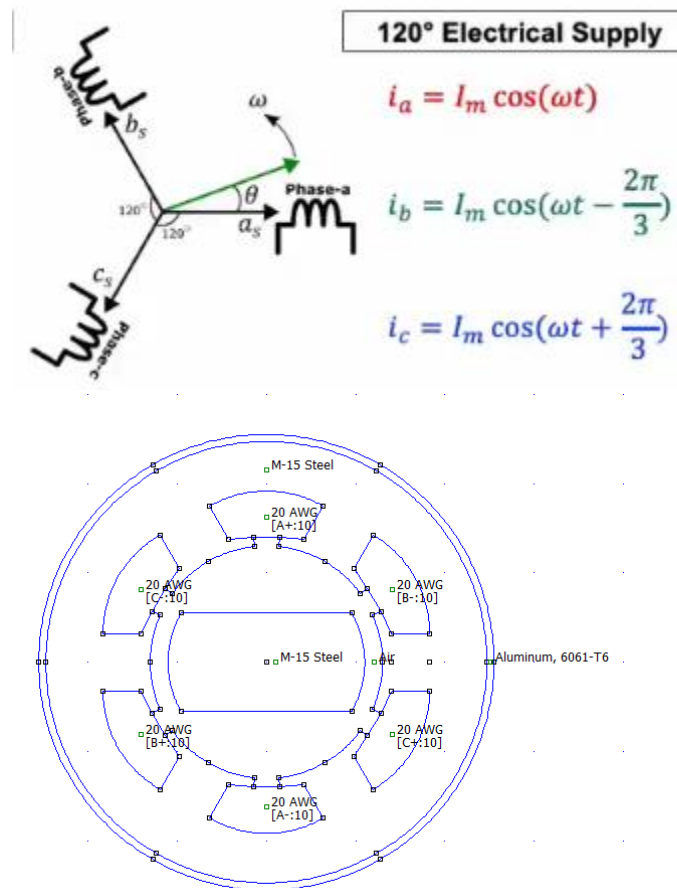 120° Electrical Supply
i_a = I_m cos(ωt)
i_b = I_m cos(ωt − 2π/3)
i_c = I_m cos(ωt + 2π/3)
Phase-b
b_s
ω
θ
Phase-a
a_s
120°
120°
c_s
Phase-c
M-15 Steel
20 AWG
[A+:10]
20 AWG
[C-:10]
20 AWG
[B-:10]
M-15 Steel
Air
Aluminum, 6061-T6
20 AWG
[B+:10]
20 AWG
[C+:10]
20 AWG
[A-:10]